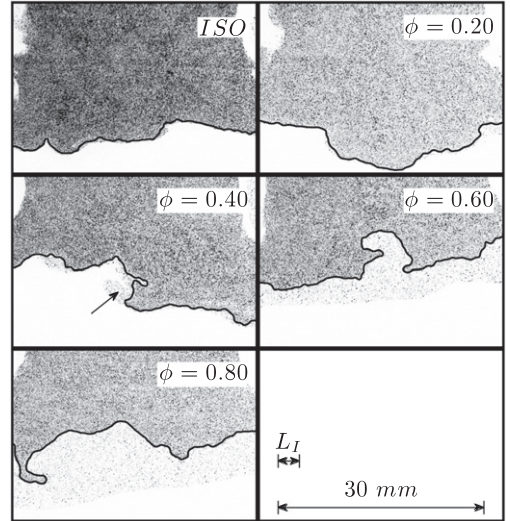 ISO
ϕ = 0.20
ϕ = 0.40
ϕ = 0.60
ϕ = 0.80
L_I
30 mm